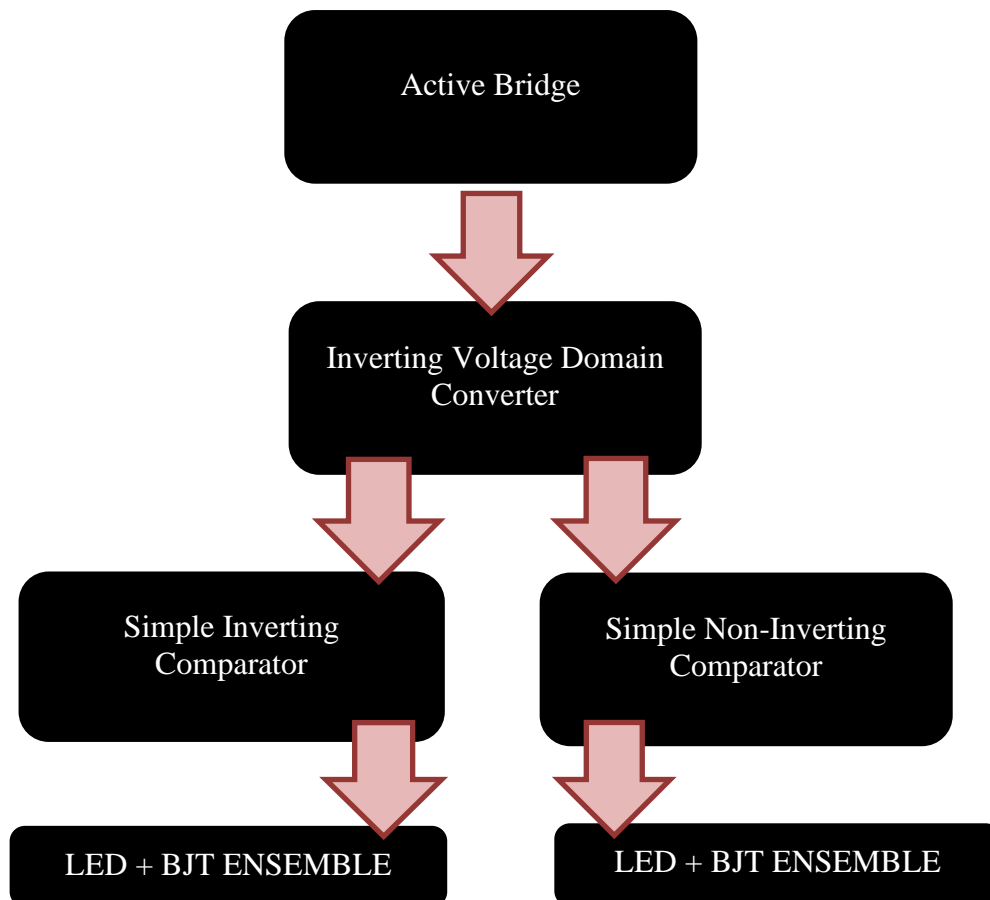 Active Bridge
Inverting Voltage Domain
Converter
Simple Inverting
Comparator
Simple Non-Inverting
Comparator
LED + BJT ENSEMBLE
LED + BJT ENSEMBLE